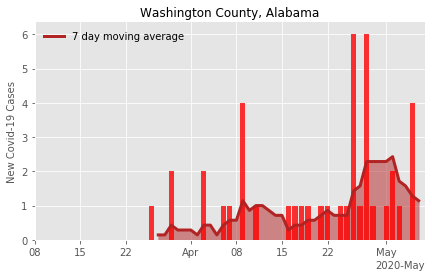 Washington County, Alabama
7 day moving average
New Covid-19 Cases
6
5
4
3
2
1
0
08 15 22 Apr 08 15 22 May
2020-May